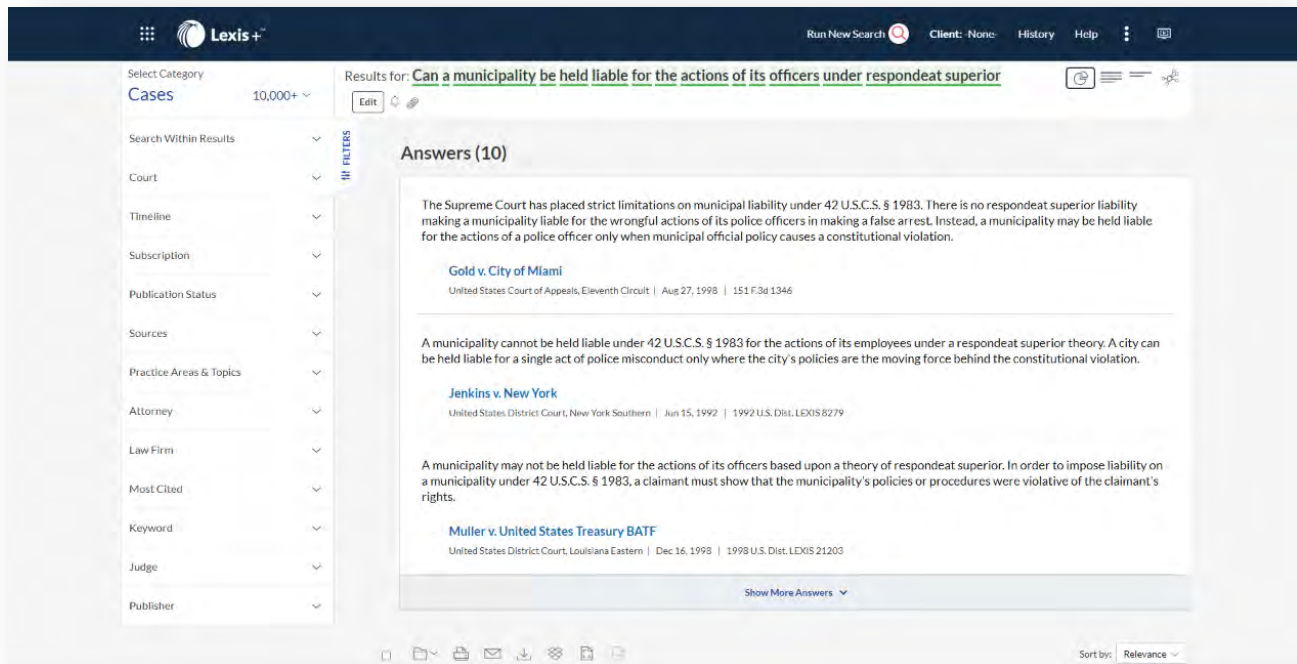 Lexis+™
Run New Search
Client: -None-
History
Help
Select Category
Cases
10,000+
Results for: Can a municipality be held liable for the actions of its officers under respondeat superior
Edit
Search Within Results
Court
Timeline
Subscription
Publication Status
Sources
Practice Areas & Topics
Attorney
Law Firm
Most Cited
Keyword
Judge
Publisher
FILTERS
Answers (10)
The Supreme Court has placed strict limitations on municipal liability under 42 U.S.C.S. § 1983. There is no respondeat superior liability
making a municipality liable for the wrongful actions of its police officers in making a false arrest. Instead, a municipality may be held liable
for the actions of a police officer only when municipal official policy causes a constitutional violation.
Gold v. City of Miami
United States Court of Appeals, Eleventh Circuit | Aug 27, 1998 | 151 F.3d 1346
A municipality cannot be held liable under 42 U.S.C.S. § 1983 for the actions of its employees under a respondeat superior theory. A city can
be held liable for a single act of police misconduct only where the city's policies are the moving force behind the constitutional violation.
Jenkins v. New York
United States District Court, New York Southern | Jun 15, 1992 | 1992 U.S. Dist. LEXIS 8279
A municipality may not be held liable for the actions of its officers based upon a theory of respondeat superior. In order to impose liability on
a municipality under 42 U.S.C.S. § 1983, a claimant must show that the municipality's policies or procedures were violative of the claimant's
rights.
Muller v. United States Treasury BATF
United States District Court, Louisiana Eastern | Dec 16, 1998 | 1998 U.S. Dist. LEXIS 21203
Show More Answers
Sort by: Relevance